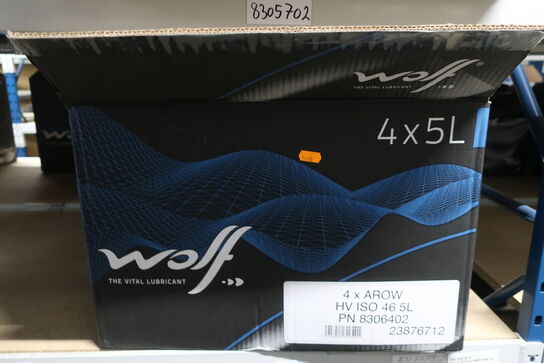 8305702
wolf
THE VITAL LUBRICANT
4x5L
wolf
THE VITAL LUBRICANT
4 x AROW
HV ISO 46 5L
PN 8306402
23876712